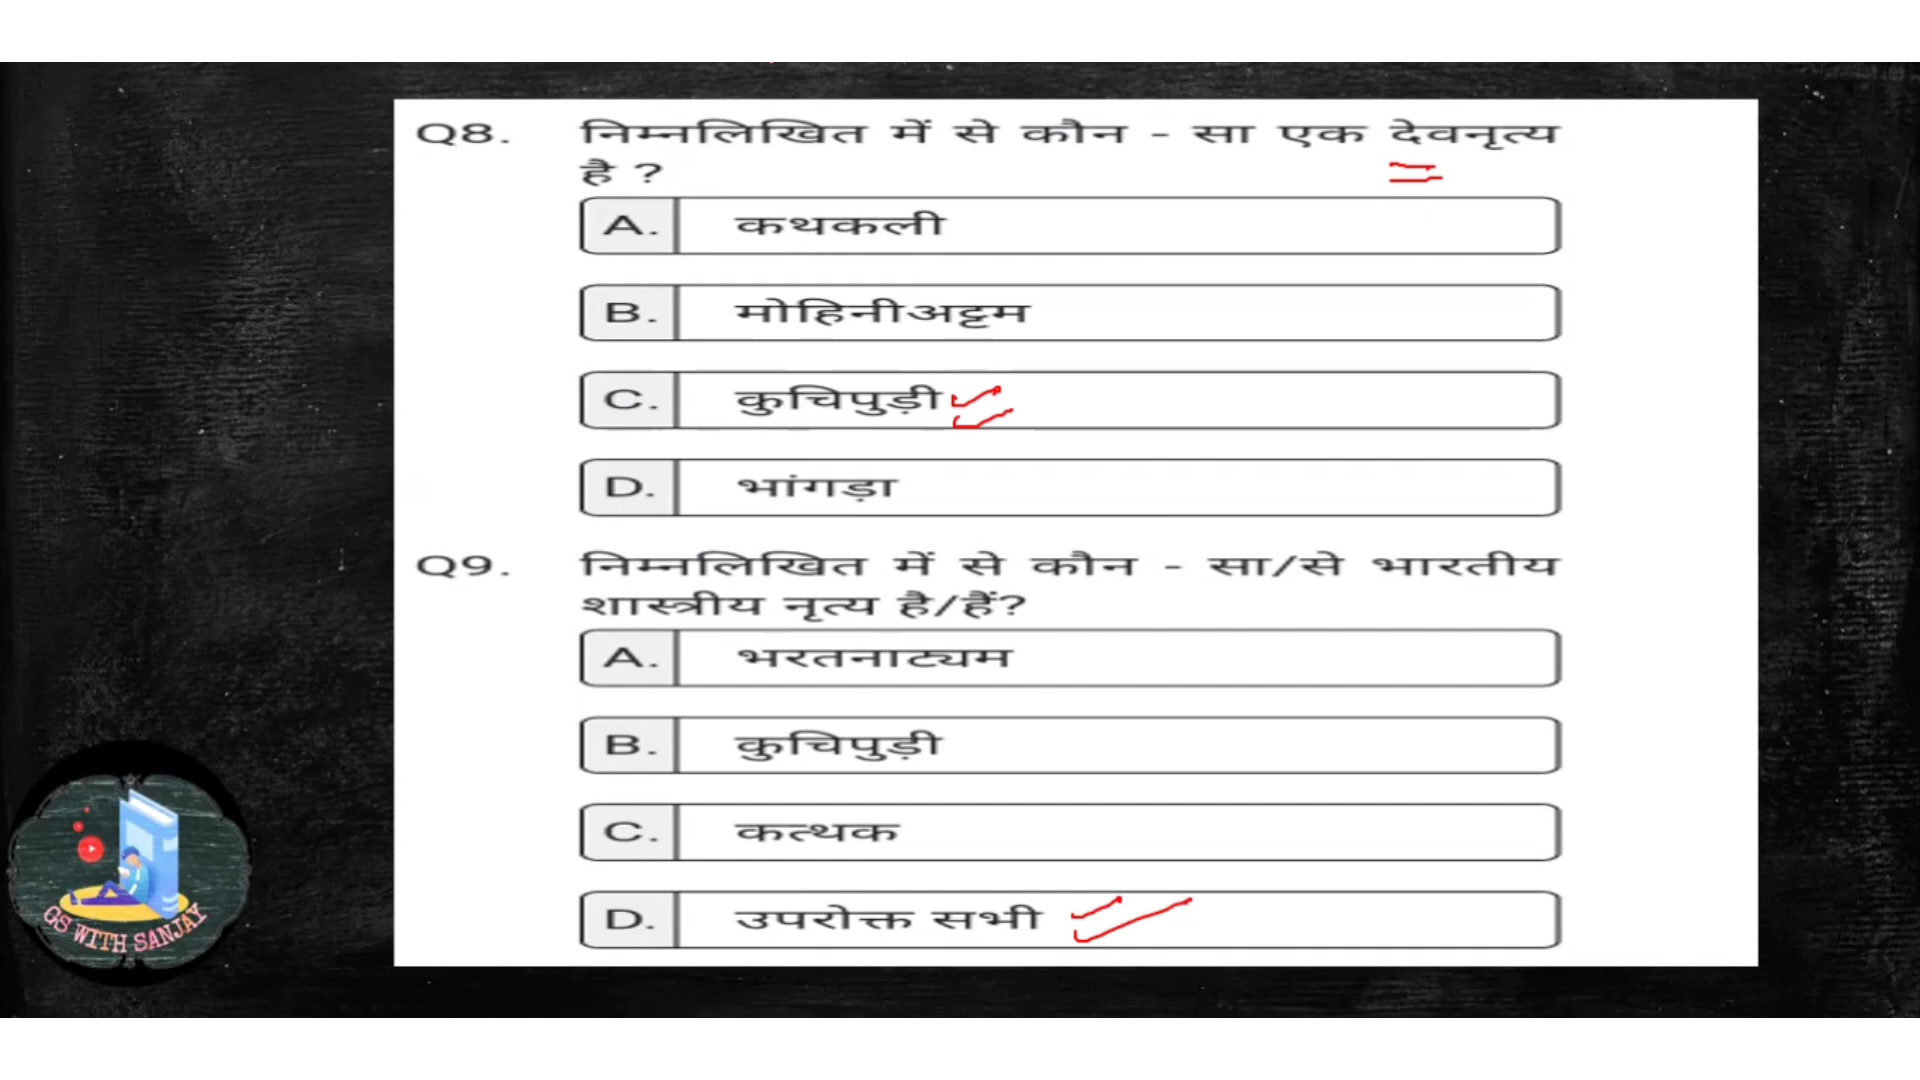 Q8. निम्नलिखित में से कौन - सा एक देवनृत्य
है ?
A. कथकली
B. मोहिनीअट्टम
C. कुचिपुड़ी
D. भांगड़ा
Q9. निम्नलिखित में से कौन - सा/से भारतीय
शास्त्रीय नृत्य है/हैं?
A. भरतनाट्यम
B. कुचिपुड़ी
C. कत्थक
D. उपरोक्त सभी
GS WITH SANJAY